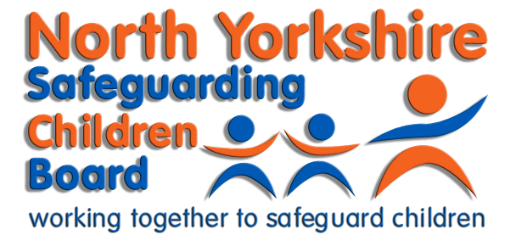 North Yorkshire
Safeguarding
Children
Board
working together to safeguard children